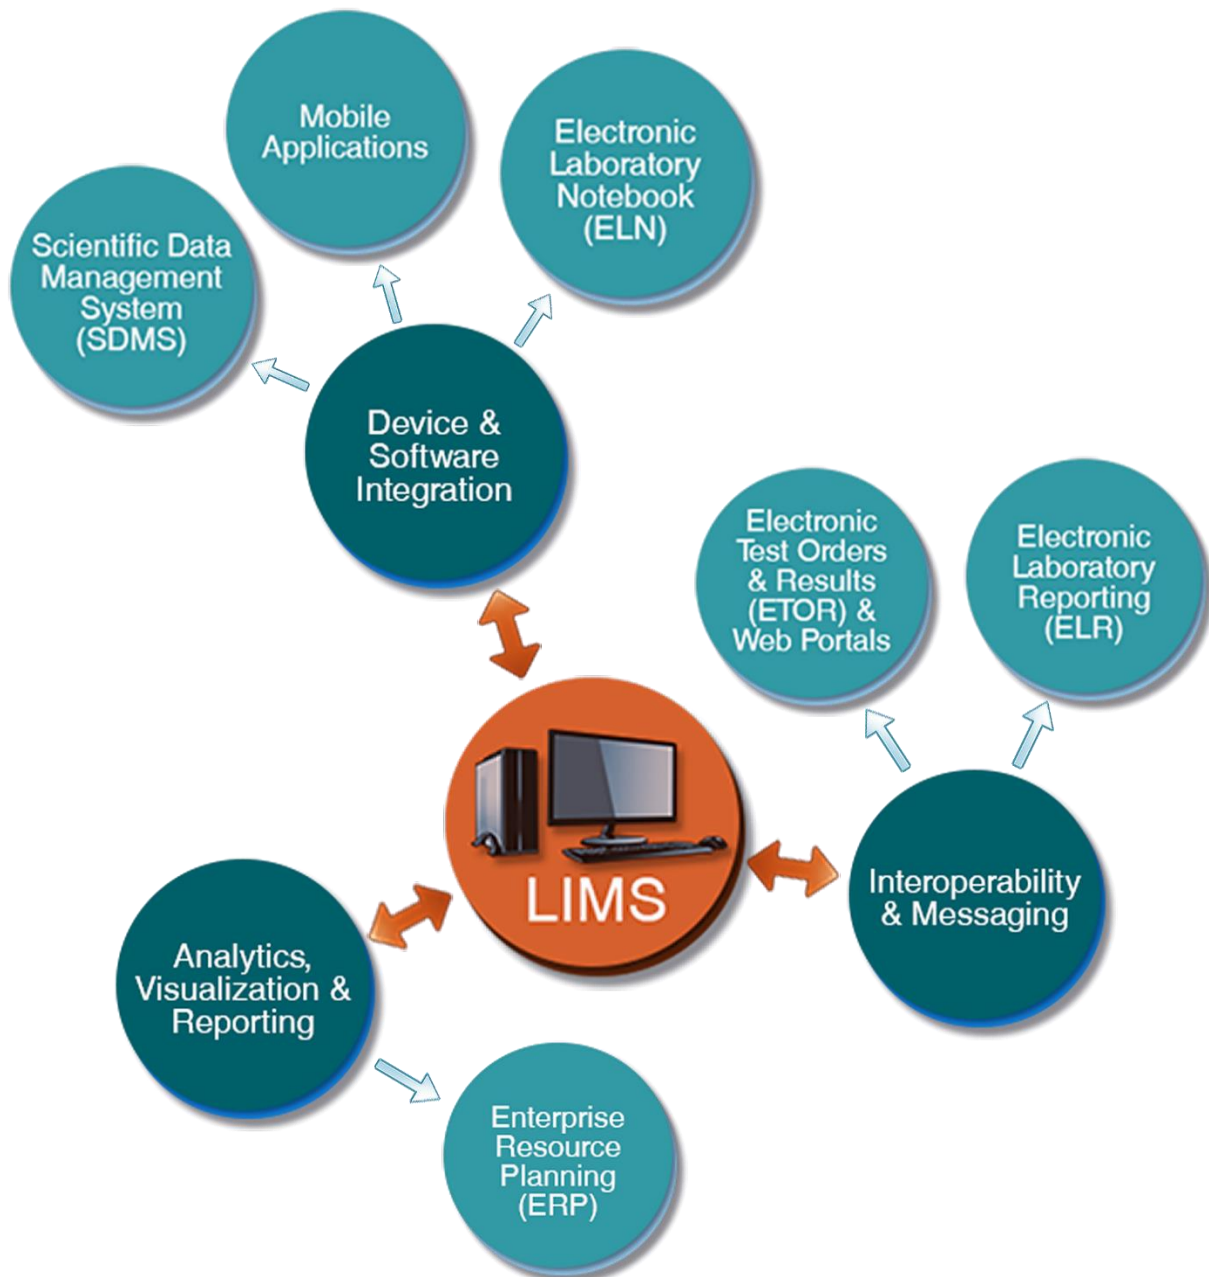 Mobile
Applications
Electronic
Laboratory
Notebook
(ELN)
Scientific Data
Management
System
(SDMS)
Device &
Software
Integration
Electronic
Test Orders
& Results
(ETOR) &
Web Portals
Electronic
Laboratory
Reporting
(ELR)
LIMS
Interoperability
& Messaging
Analytics,
Visualization &
Reporting
Enterprise
Resource
Planning
(ERP)